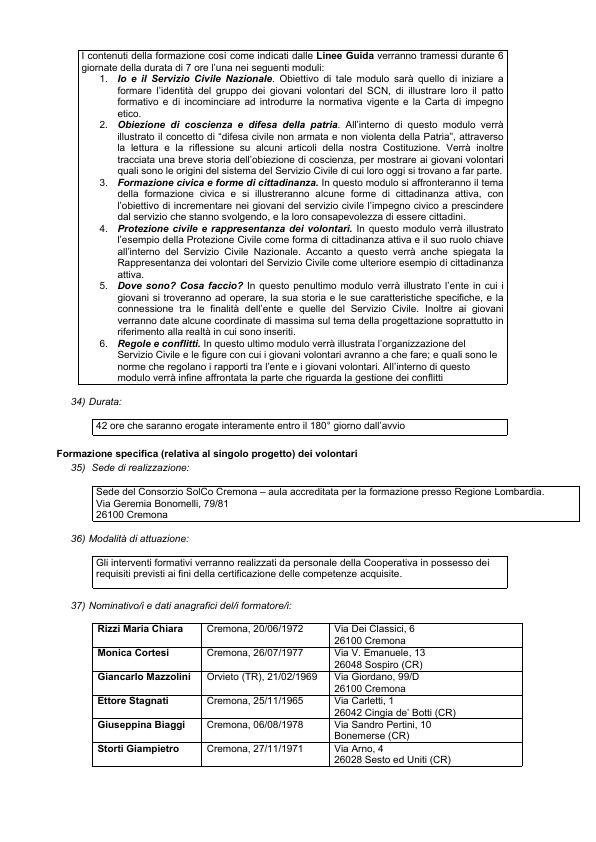 I contenuti della formazione così come indicati dalle Linee Guida verranno tramessi durante 6
giornate della durata di 7 ore l'una nei seguenti moduli:
1. Io e il Servizio Civile Nazionale. Obiettivo di tale modulo sarà quello di iniziare a
formare l'identità del gruppo dei giovani volontari del SCN, di illustrare loro il patto
formativo e di incominciare ad introdurre la normativa vigente e la Carta di impegno
etico.
2. Obiezione di coscienza e difesa della patria. All'interno di questo modulo verrà
illustrato il concetto di "difesa civile non armata e non violenta della Patria", attraverso
la lettura e la riflessione su alcuni articoli della nostra Costituzione. Verrà inoltre
tracciata una breve storia dell'obiezione di coscienza, per mostrare ai giovani volontari
quali sono le origini del sistema del Servizio Civile di cui loro oggi si trovano a far parte.
3. Formazione civica e forme di cittadinanza. In questo modulo si affronteranno il tema
della formazione civica e si illustreranno alcune forme di cittadinanza attiva, con
l'obiettivo di incrementare nei giovani del servizio civile l'impegno civico a prescindere
dal servizio che stanno svolgendo, e la loro consapevolezza di essere cittadini.
4. Protezione civile e rappresentanza dei volontari. In questo modulo verrà illustrato
l'esempio della Protezione Civile come forma di cittadinanza attiva e il suo ruolo chiave
all'interno del Servizio Civile Nazionale. Accanto a questo verrà anche spiegata la
Rappresentanza dei volontari del Servizio Civile come ulteriore esempio di cittadinanza
attiva.
5. Dove sono? Cosa faccio? In questo penultimo modulo verrà illustrato l'ente in cui i
giovani si troveranno ad operare, la sua storia e le sue caratteristiche specifiche, e la
connessione tra le finalità dell'ente e quelle del Servizio Civile. Inoltre ai giovani
verranno date alcune coordinate di massima sul tema della progettazione soprattutto in
riferimento alla realtà in cui sono inseriti.
6. Regole e conflitti. In questo ultimo modulo verrà illustrata l'organizzazione del
Servizio Civile e le figure con cui i giovani volontari avranno a che fare; e quali sono le
norme che regolano i rapporti tra l'ente e i giovani volontari. All'interno di questo
modulo verrà infine affrontata la parte che riguarda la gestione dei conflitti
34) Durata:
42 ore che saranno erogate interamente entro il 180° giorno dall'avvio
Formazione specifica (relativa al singolo progetto) dei volontari
35) Sede di realizzazione:
Sede del Consorzio SolCo Cremona – aula accreditata per la formazione presso Regione Lombardia.
Via Geremia Bonomelli, 79/81
26100 Cremona
36) Modalità di attuazione:
Gli interventi formativi verranno realizzati da personale della Cooperativa in possesso dei
requisiti previsti ai fini della certificazione delle competenze acquisite.
37) Nominativo/i e dati anagrafici del/i formatore/i:
Rizzi Maria Chiara Cremona, 20/06/1972 Via Dei Classici, 6
26100 Cremona
Monica Cortesi Cremona, 26/07/1977 Via V. Emanuele, 13
26048 Sospiro (CR)
Giancarlo Mazzolini Orvieto (TR), 21/02/1969 Via Giordano, 99/D
26100 Cremona
Ettore Stagnati Cremona, 25/11/1965 Via Carletti, 1
26042 Cingia de' Botti (CR)
Giuseppina Biaggi Cremona, 06/08/1978 Via Sandro Pertini, 10
Bonemerse (CR)
Storti Giampietro Cremona, 27/11/1971 Via Arno, 4
26028 Sesto ed Uniti (CR)